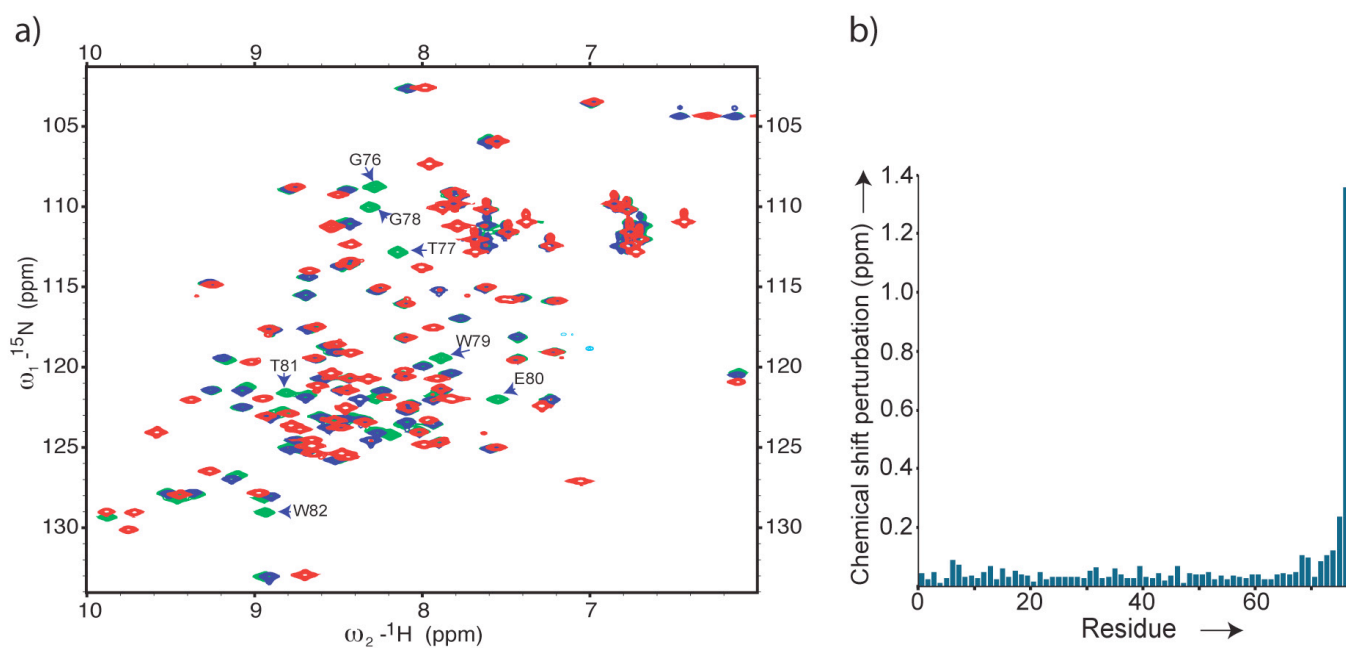 a)
10 9 8 7
105 105
110 110
115 115
120 120
125 125
130 130
G76
G78
T77
W79
T81
E80
W82
10 9 8 7
ω₁-¹⁵N (ppm)
ω₂-¹H (ppm)
b)
1.4
1.2
1.0
0.8
0.6
0.4
0.2
0 20 40 60
Chemical shift perturbation (ppm)
Residue